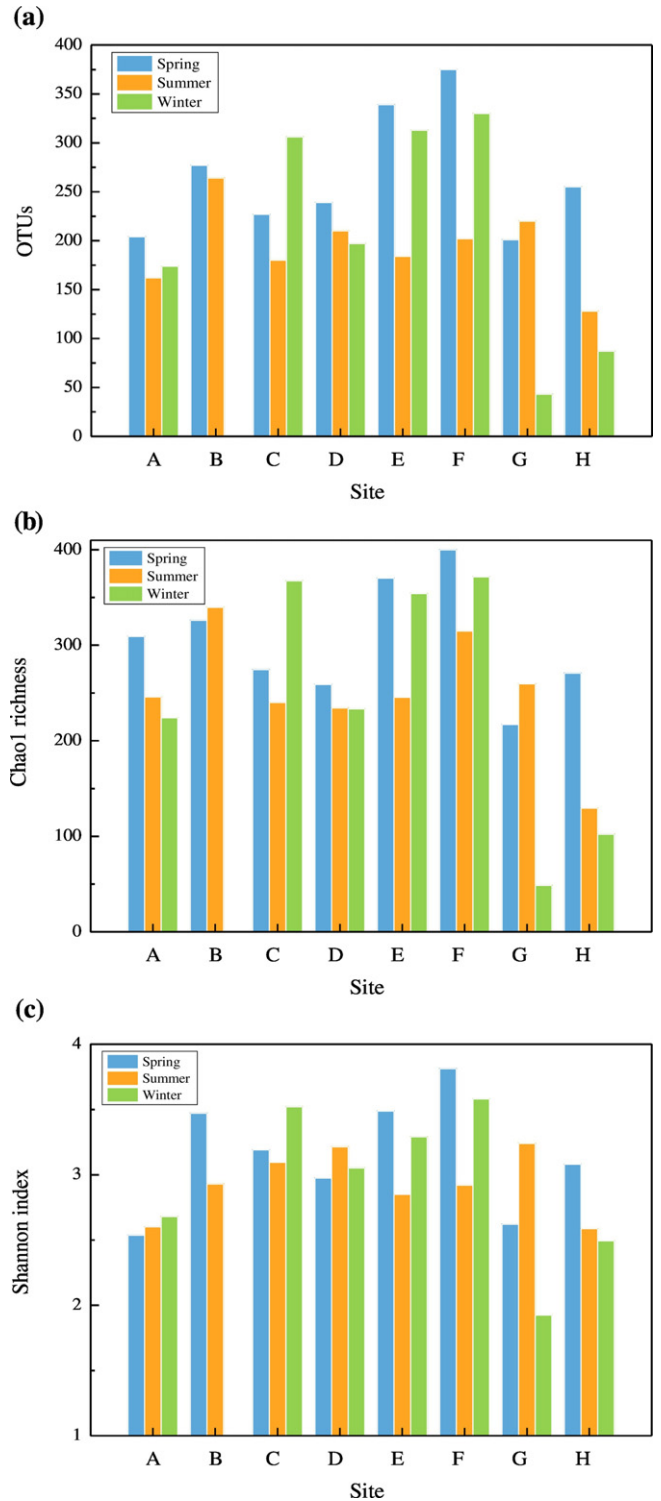 (a)
400
350
300
250
200
150
100
50
0
OTUs
Spring
Summer
Winter
A B C D E F G H
Site
(b)
400
300
200
100
0
Chao1 richness
Spring
Summer
Winter
A B C D E F G H
Site
(c)
4
3
2
1
Shannon index
Spring
Summer
Winter
A B C D E F G H
Site